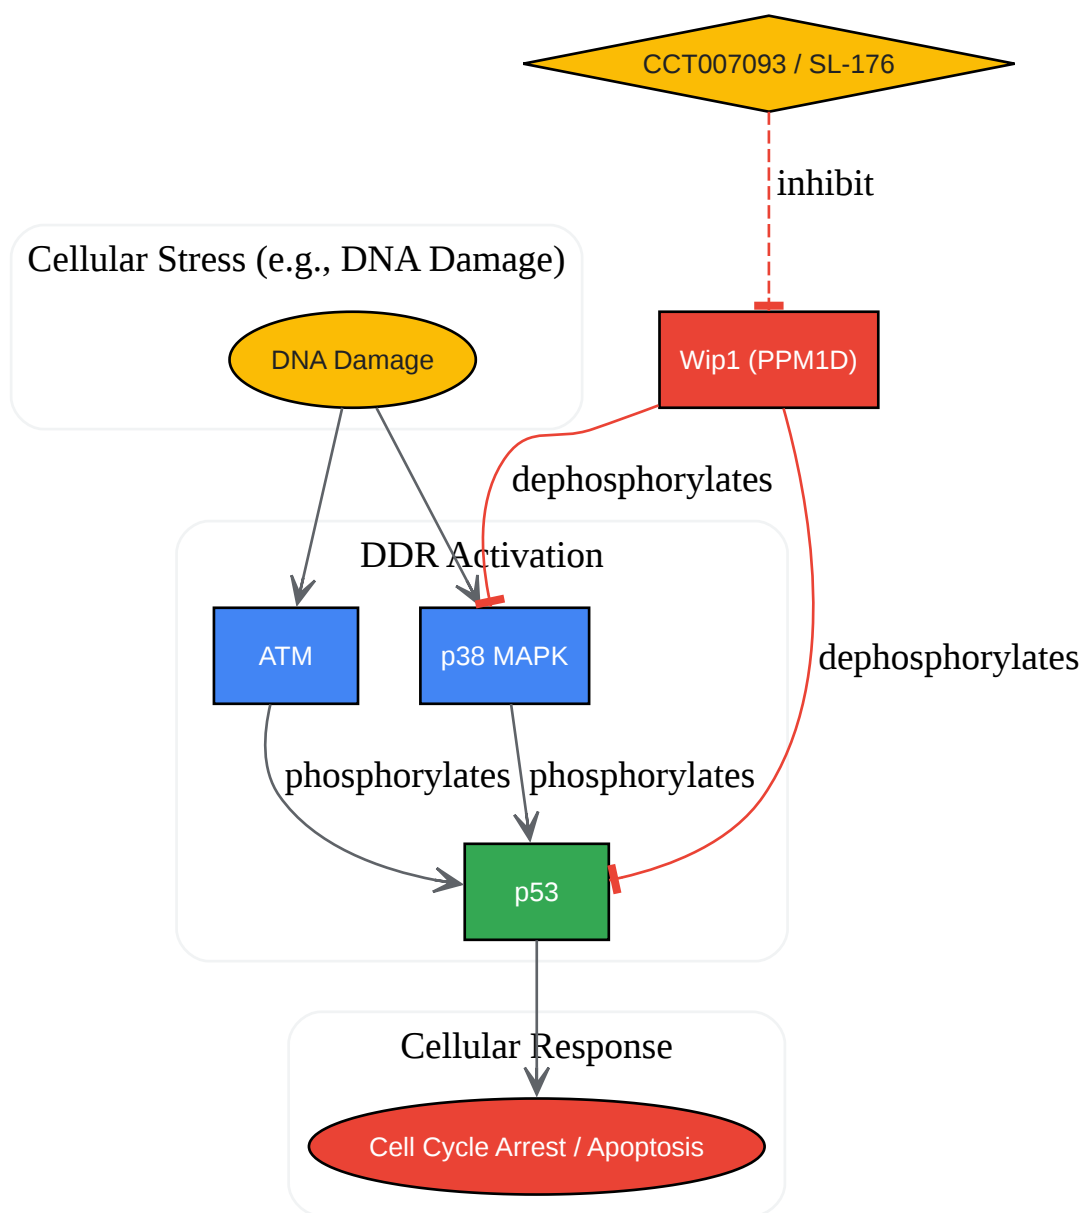 CCT007093 / SL-176
inhibit
Cellular Stress (e.g., DNA Damage)
DNA Damage
Wip1 (PPM1D)
dephosphorylates
DDR Activation
ATM
p38 MAPK
dephosphorylates
phosphorylates
phosphorylates
p53
Cellular Response
Cell Cycle Arrest / Apoptosis